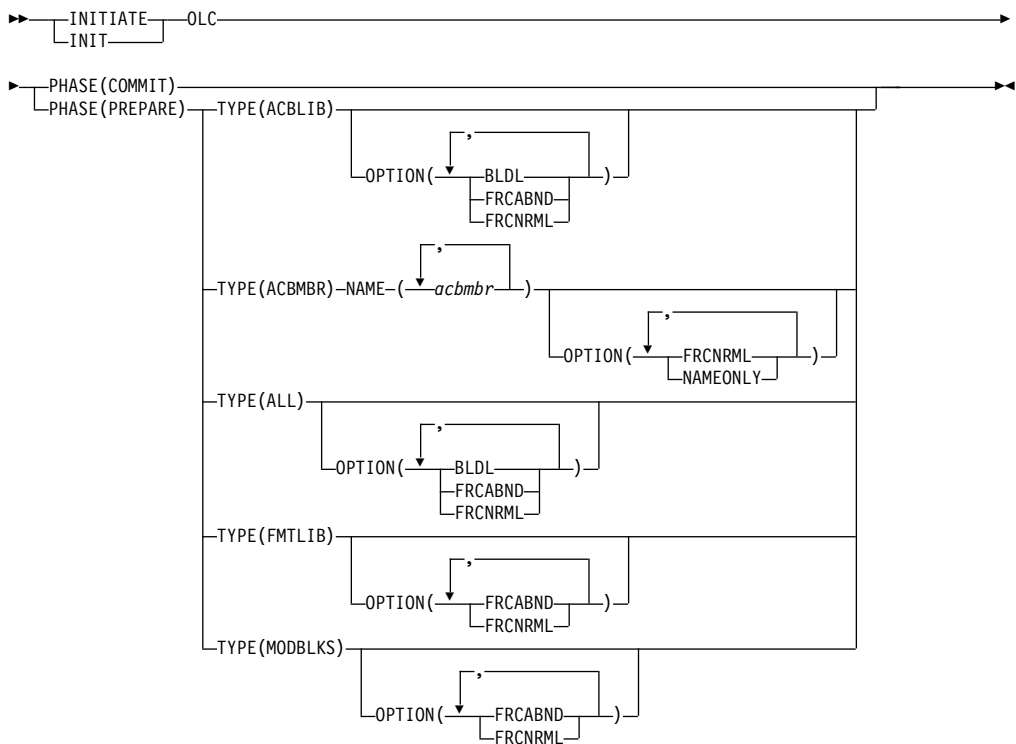 INITIATE OLC
INIT
PHASE(COMMIT)
PHASE(PREPARE) TYPE(ACBLIB)
,
OPTION( BLDL )
FRCABND
FRCNRML
,
TYPE(ACBMBR) NAME ( acbmbr )
,
OPTION( FRCNRML )
NAMEONLY
TYPE(ALL)
,
OPTION( BLDL )
FRCABND
FRCNRML
TYPE(FMTLIB)
,
OPTION( FRCABND )
FRCNRML
TYPE(MODBLKS)
,
OPTION( FRCABND )
FRCNRML